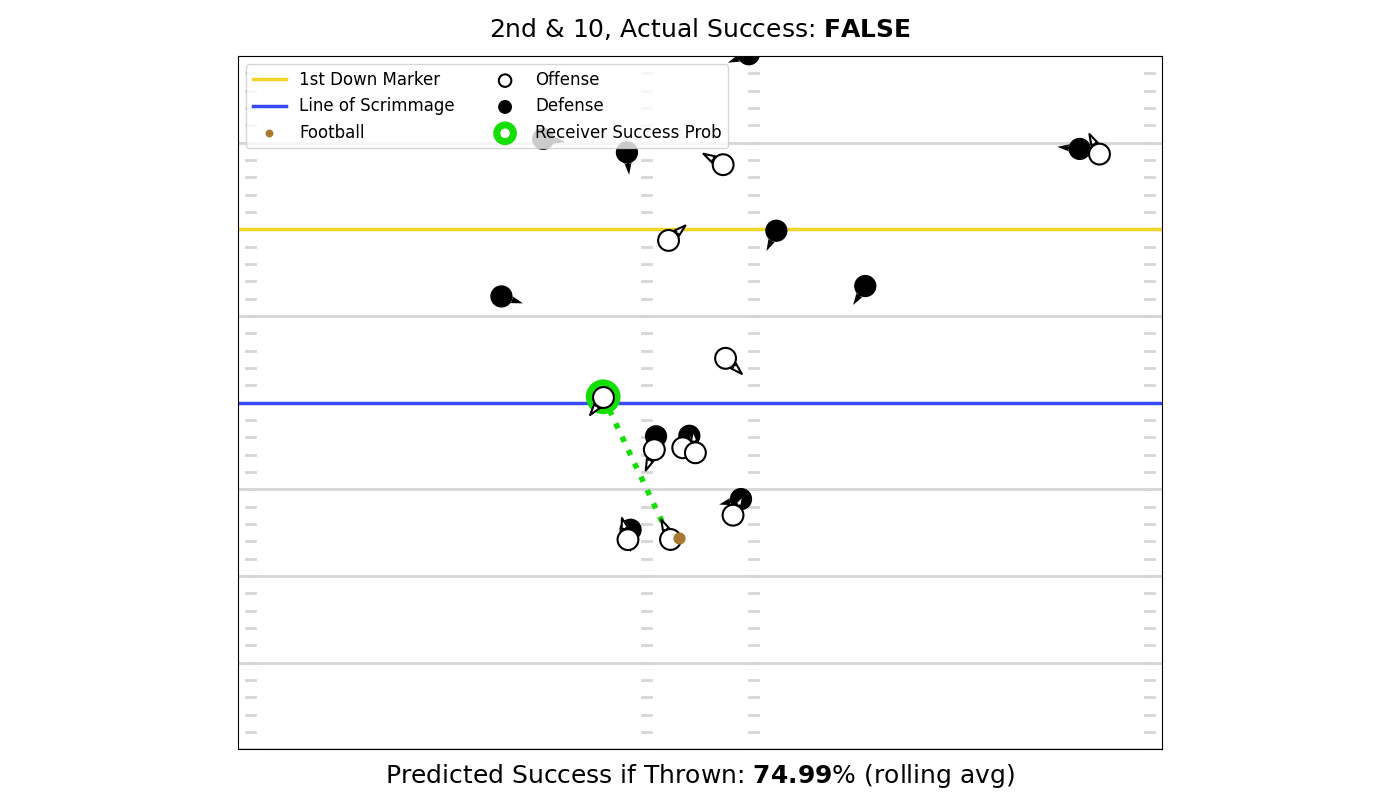 2nd & 10, Actual Success: FALSE
1st Down Marker
Line of Scrimmage
Football
Offense
Defense
Receiver Success Prob
Predicted Success if Thrown: 74.99% (rolling avg)